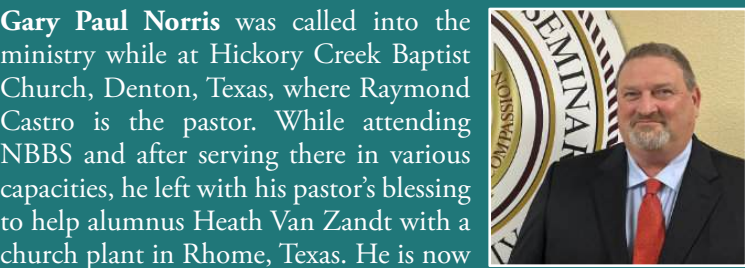 Gary Paul Norris was called into the
ministry while at Hickory Creek Baptist
Church, Denton, Texas, where Raymond
Castro is the pastor. While attending
NBBS and after serving there in various
capacities, he left with his pastor's blessing
to help alumnus Heath Van Zandt with a
church plant in Rhome, Texas. He is now
SEMINAR
COMPASSION